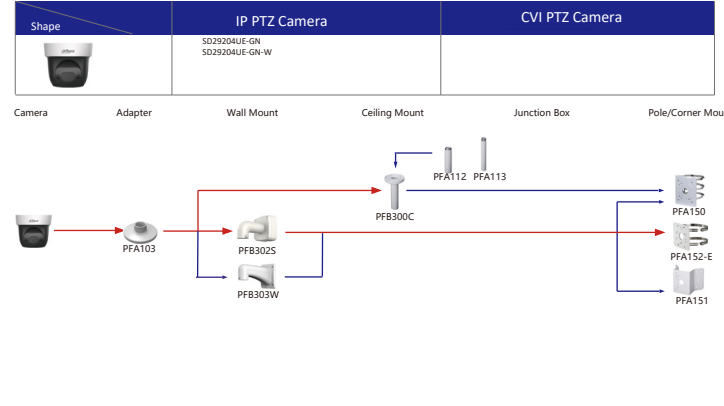 Shape
IP PTZ Camera
CVI PTZ Camera
SD29204UE-GN
SD29204UE-GN-W
Camera
Adapter
Wall Mount
Ceiling Mount
Junction Box
Pole/Corner Mou
PFA112
PFA113
PFB300C
PFA150
PFA103
PFB302S
PFA152-E
PFB303W
PFA151